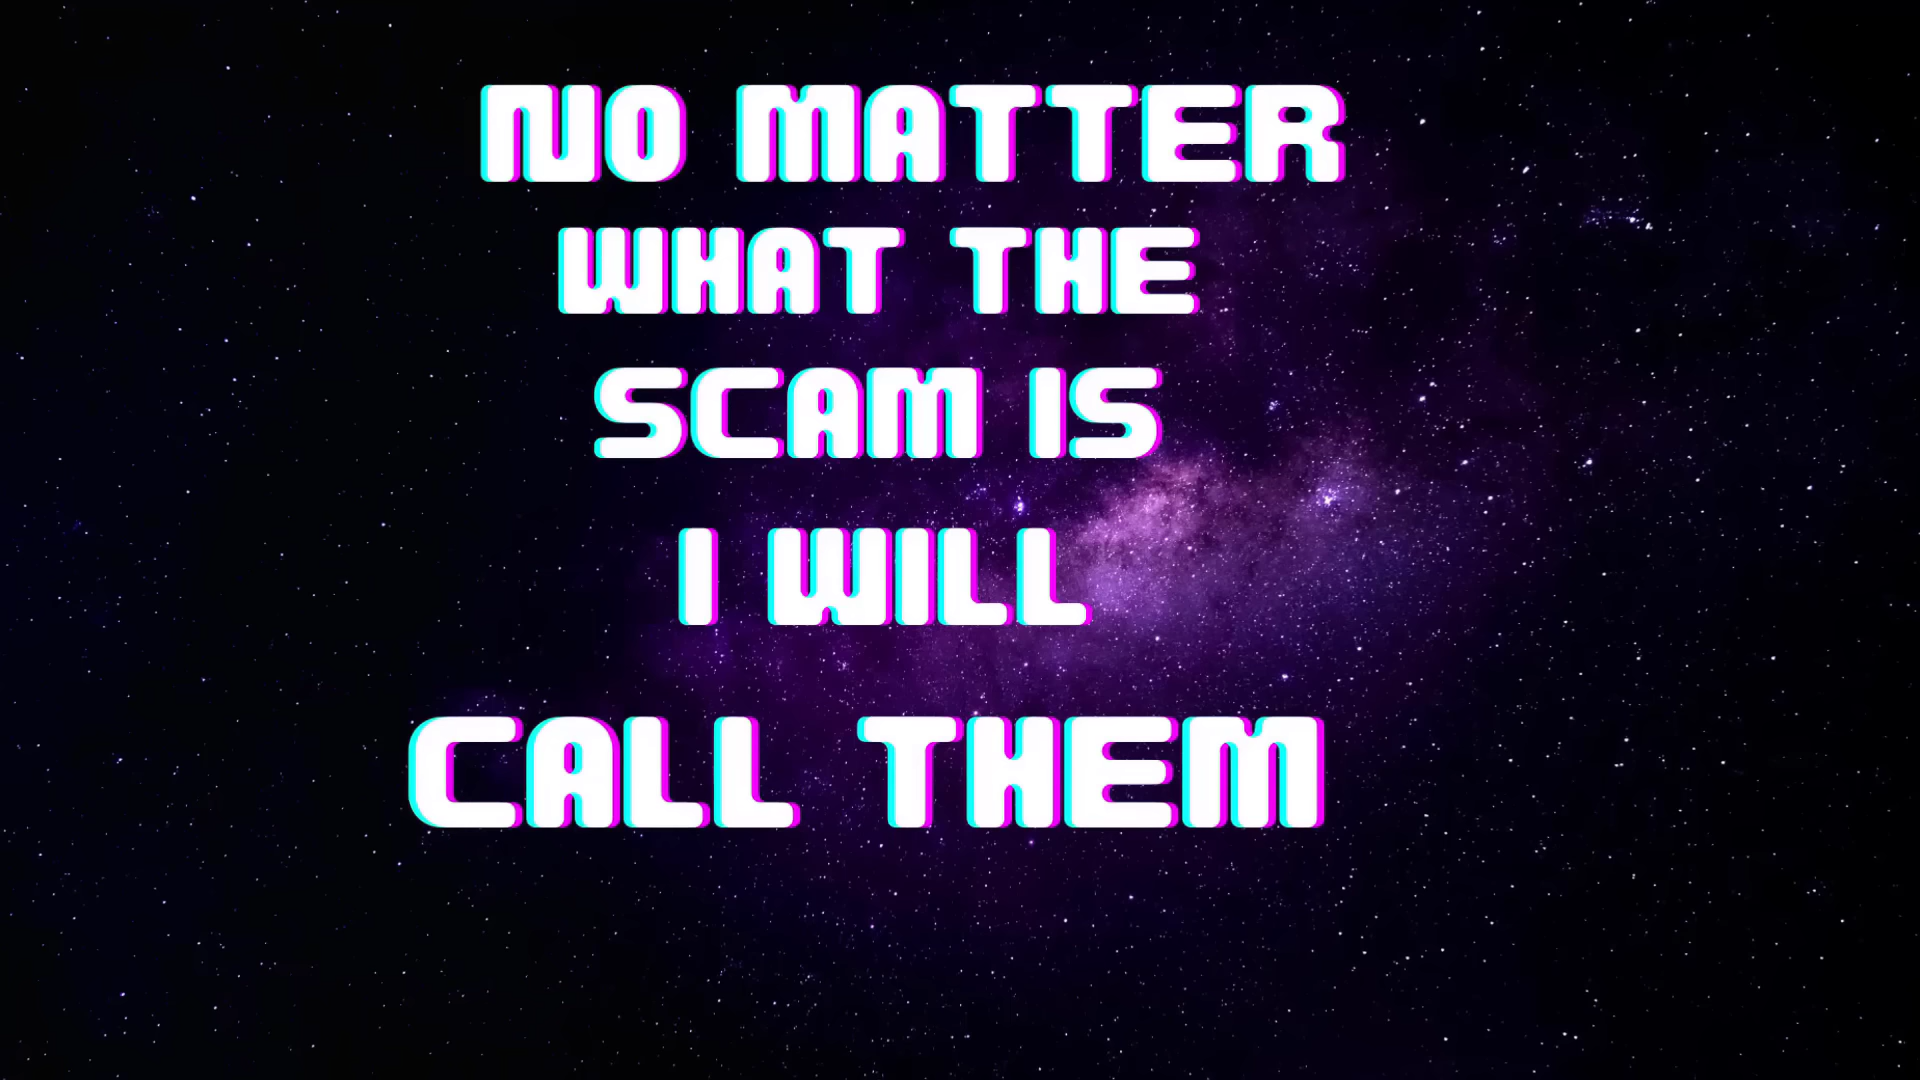 NO MATTER
WHAT THE
SCAM IS
I WILL
CALL THEM